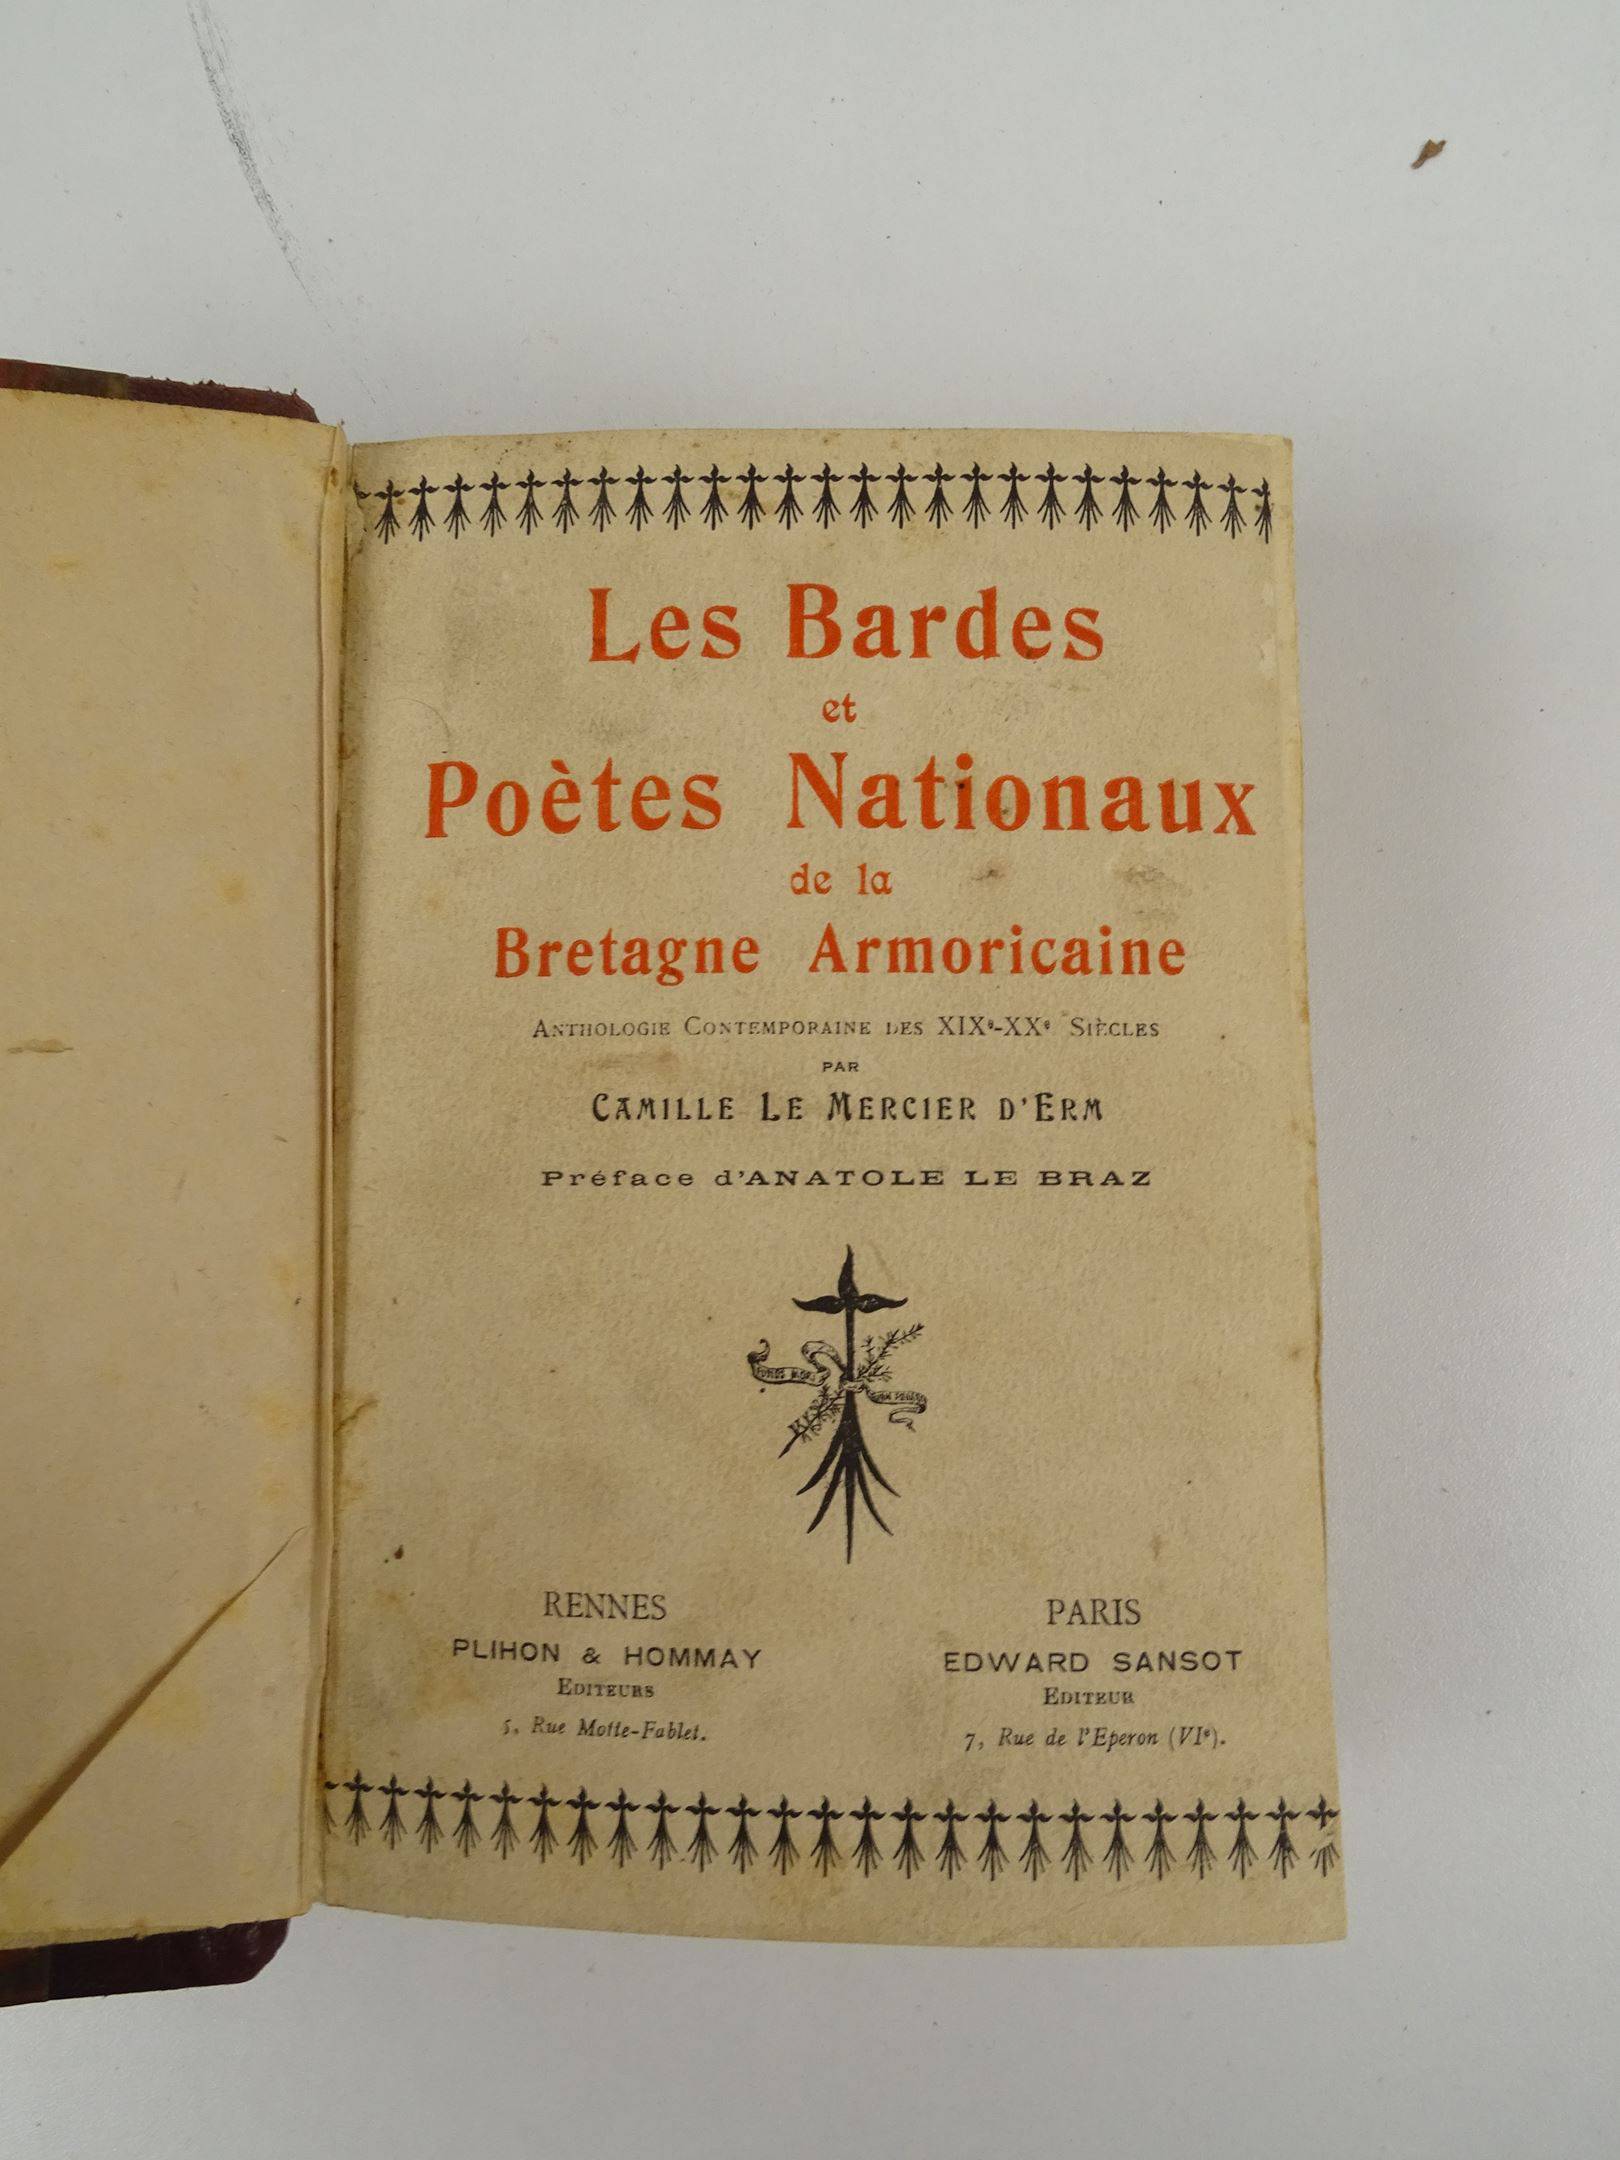 Les Bardes
et
Poètes Nationaux
de la
Bretagne Armoricaine
ANTHOLOGIE CONTEMPORAINE DES XIXe-XXe SIÈCLES
PAR
CAMILLE LE MERCIER D'ERM
Préface d'ANATOLE LE BRAZ
RENNES
PLIHON & HOMMAY
EDITEURS
5, Rue Motte-Fablet.
PARIS
EDWARD SANSOT
EDITEUR
7, Rue de l'Eperon (VIe).